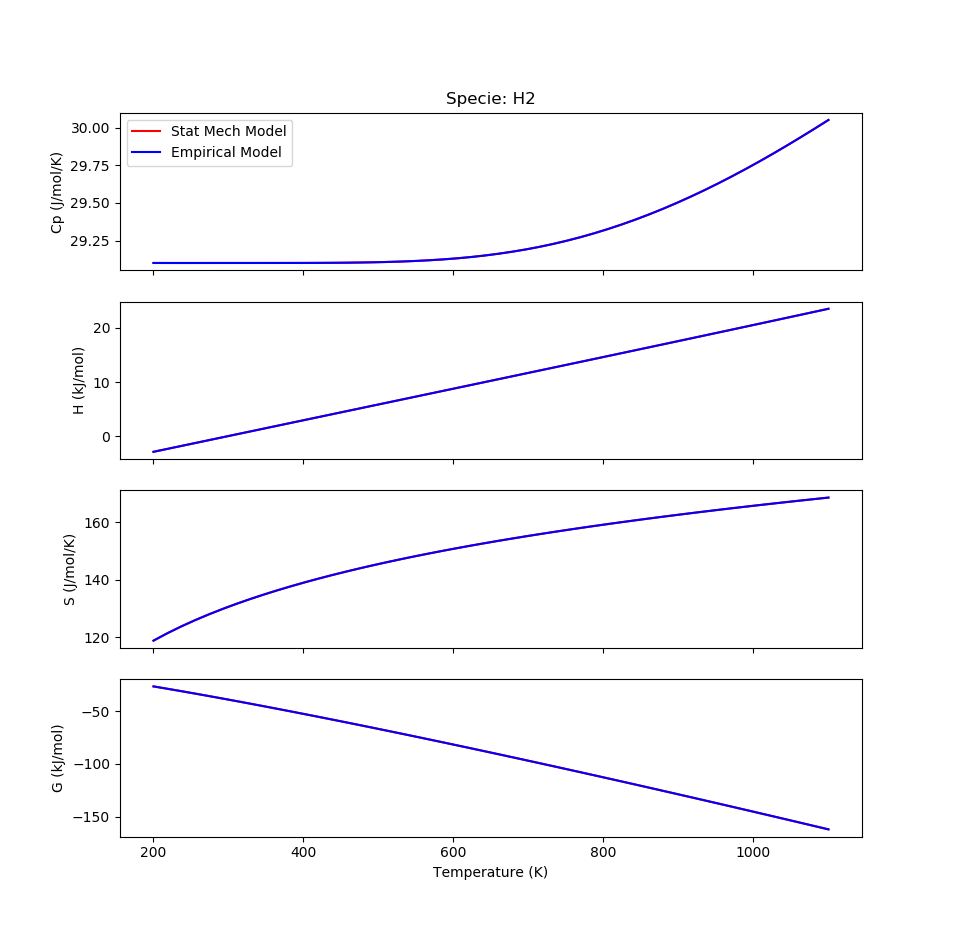 Specie: H2
Stat Mech Model
Empirical Model
Cp (J/mol/K)
30.00
29.75
29.50
29.25
H (kJ/mol)
20
10
0
S (J/mol/K)
160
140
120
G (kJ/mol)
−50
−100
−150
200 400 600 800 1000
Temperature (K)